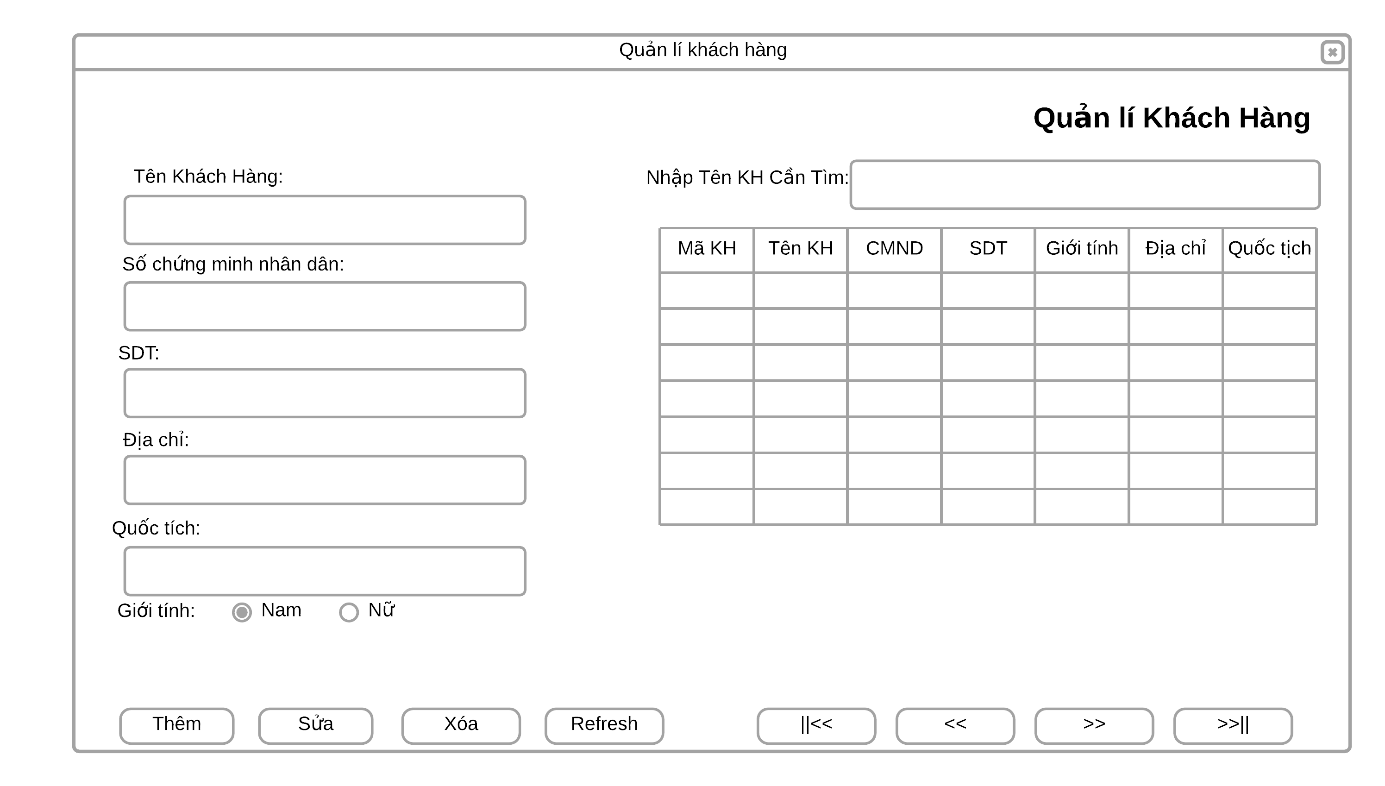 Quản lí khách hàng
Quản lí Khách Hàng
Tên Khách Hàng:
Số chứng minh nhân dân:
SDT:
Địa chỉ:
Quốc tích:
Giới tính: Nam Nữ
Nhập Tên KH Cần Tìm:
Mã KH Tên KH CMND SDT Giới tính Địa chỉ Quốc tịch
Thêm Sửa Xóa Refresh ||<< << >> >>||